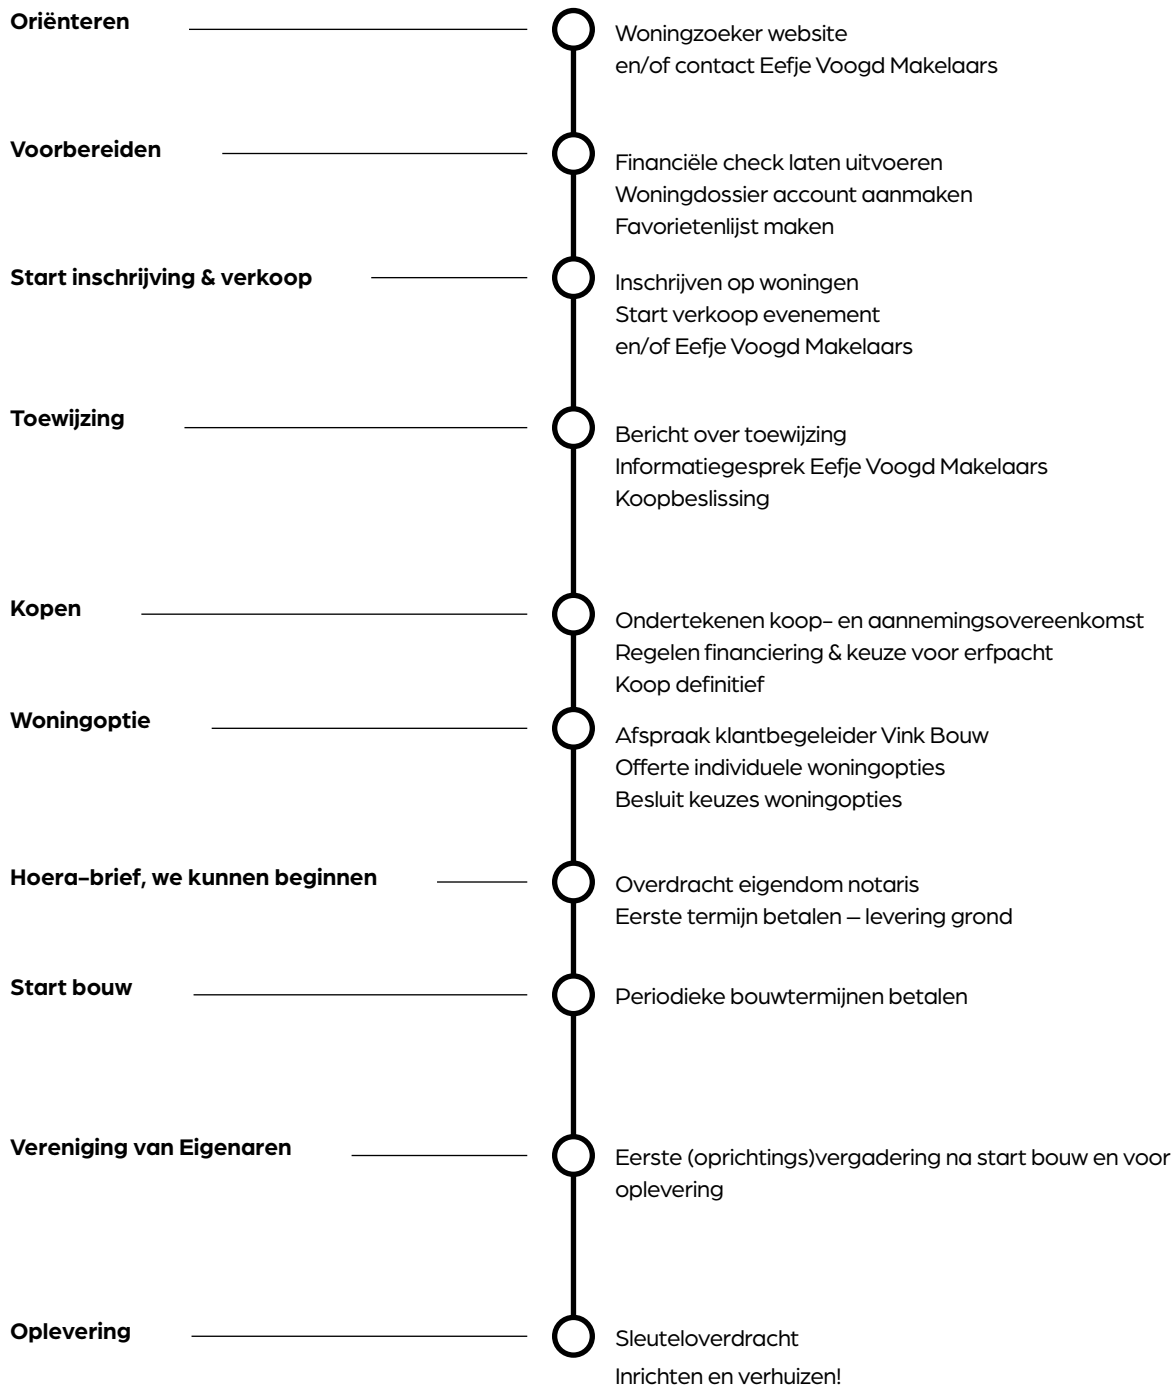 Oriënteren
Woningzoeker website
en/of contact Eefje Voogd Makelaars
Voorbereiden
Financiële check laten uitvoeren
Woningdossier account aanmaken
Favorietenlijst maken
Start inschrijving & verkoop
Inschrijven op woningen
Start verkoop evenement
en/of Eefje Voogd Makelaars
Toewijzing
Bericht over toewijzing
Informatiegesprek Eefje Voogd Makelaars
Koopbeslissing
Kopen
Ondertekenen koop- en aannemingsovereenkomst
Regelen financiering & keuze voor erfpacht
Koop definitief
Woningoptie
Afspraak klantbegeleider Vink Bouw
Offerte individuele woningopties
Besluit keuzes woningopties
Hoera-brief, we kunnen beginnen
Overdracht eigendom notaris
Eerste termijn betalen – levering grond
Start bouw
Periodieke bouwtermijnen betalen
Vereniging van Eigenaren
Eerste (oprichtings)vergadering na start bouw en voor
oplevering
Oplevering
Sleuteloverdracht
Inrichten en verhuizen!